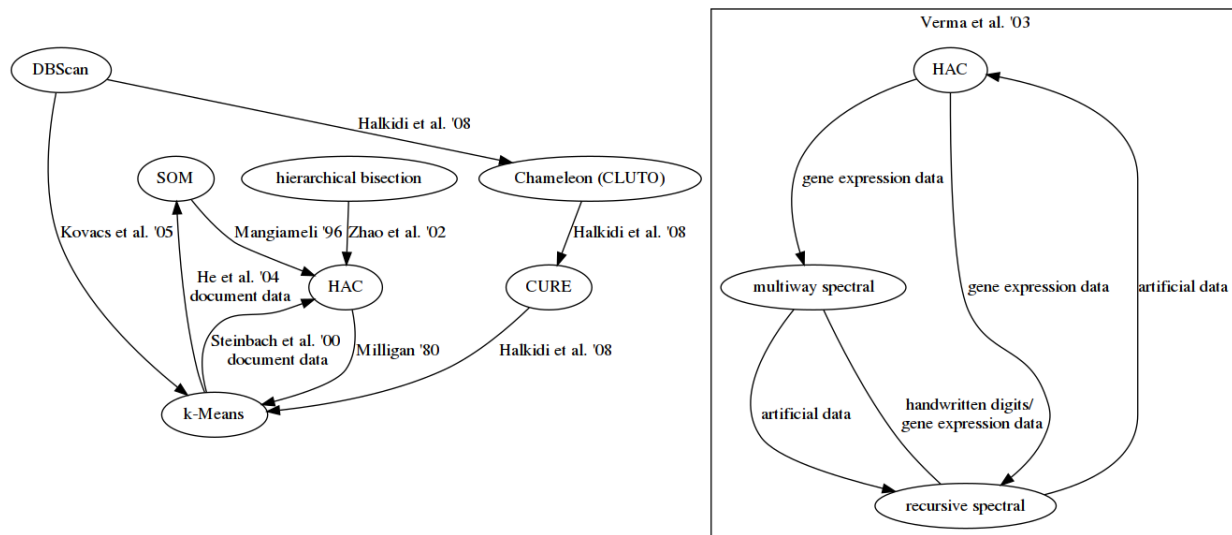 Verma et al. '03
DBScan
HAC
Halkidi et al. '08
SOM
hierarchical bisection
Chameleon (CLUTO)
gene expression data
Kovacs et al. '05
Mangiameli '96
Zhao et al. '02
Halkidi et al. '08
He et al. '04
document data
HAC
CURE
multiway spectral
gene expression data
artificial data
Steinbach et al. '00
document data
Milligan '80
Halkidi et al. '08
k-Means
artificial data
handwritten digits/
gene expression data
recursive spectral